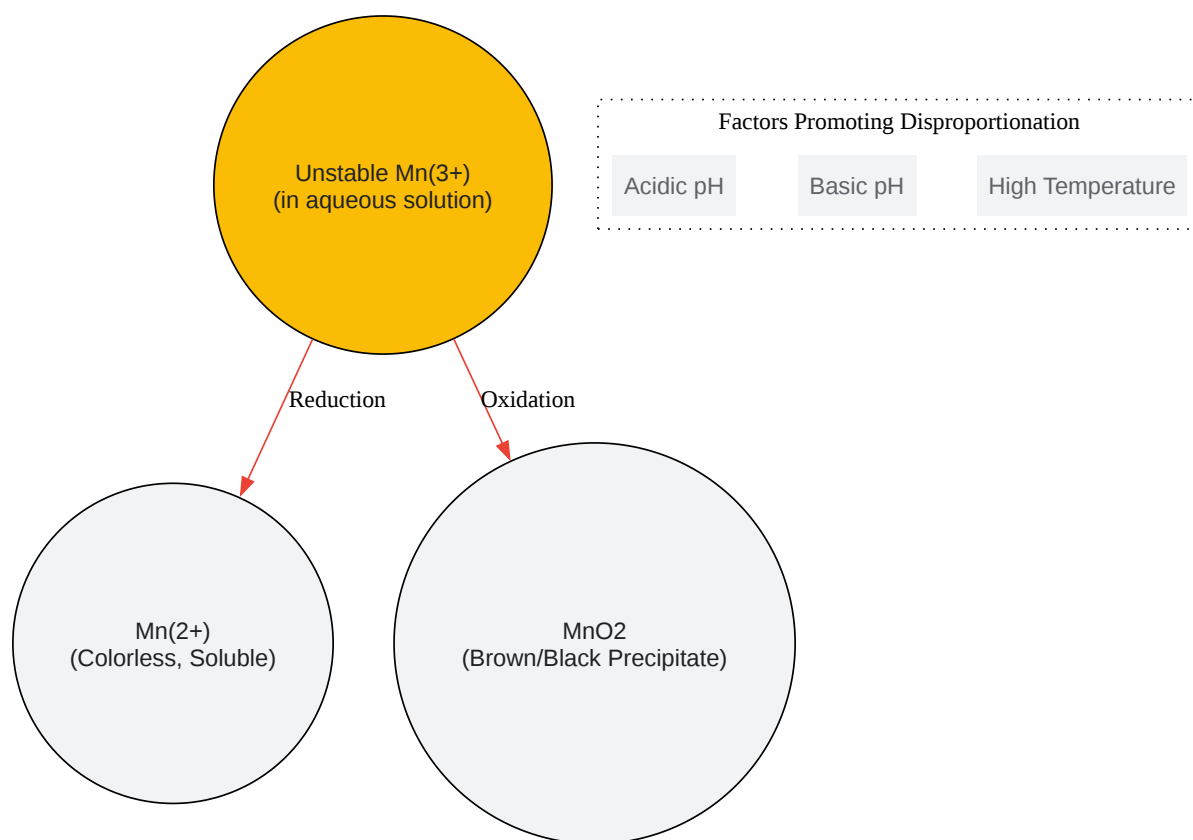 Unstable Mn(3+)
(in aqueous solution)
Factors Promoting Disproportionation
Acidic pH
Basic pH
High Temperature
Reduction
Oxidation
Mn(2+)
(Colorless, Soluble)
MnO2
(Brown/Black Precipitate)